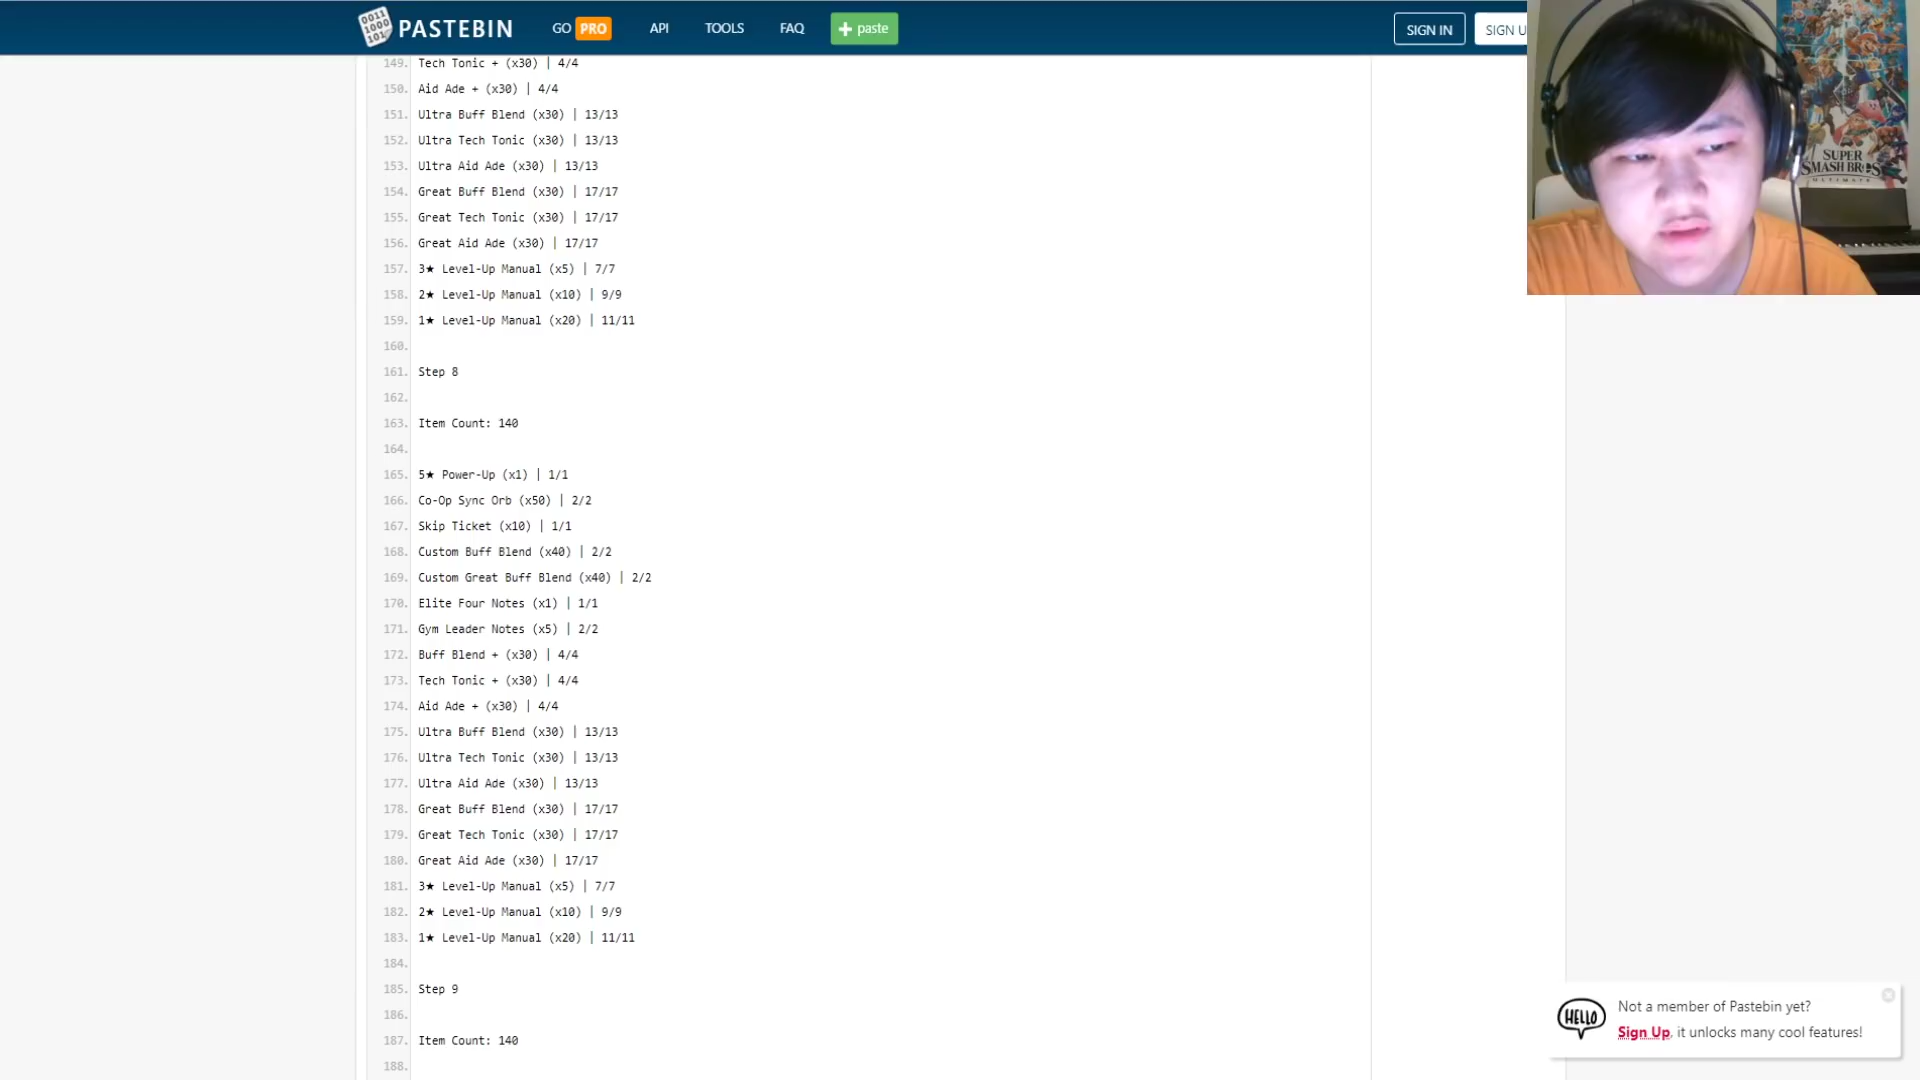 0011
1000
101
PASTEBIN
GO PRO
API
TOOLS
FAQ
+ paste
SIGN IN
SIGN U
149. Tech Tonic + (x30) | 4/4
150. Aid Ade + (x30) | 4/4
151. Ultra Buff Blend (x30) | 13/13
152. Ultra Tech Tonic (x30) | 13/13
153. Ultra Aid Ade (x30) | 13/13
154. Great Buff Blend (x30) | 17/17
155. Great Tech Tonic (x30) | 17/17
156. Great Aid Ade (x30) | 17/17
157. 3★ Level-Up Manual (x5) | 7/7
158. 2★ Level-Up Manual (x10) | 9/9
159. 1★ Level-Up Manual (x20) | 11/11
160.
161. Step 8
162.
163. Item Count: 140
164.
165. 5★ Power-Up (x1) | 1/1
166. Co-Op Sync Orb (x50) | 2/2
167. Skip Ticket (x10) | 1/1
168. Custom Buff Blend (x40) | 2/2
169. Custom Great Buff Blend (x40) | 2/2
170. Elite Four Notes (x1) | 1/1
171. Gym Leader Notes (x5) | 2/2
172. Buff Blend + (x30) | 4/4
173. Tech Tonic + (x30) | 4/4
174. Aid Ade + (x30) | 4/4
175. Ultra Buff Blend (x30) | 13/13
176. Ultra Tech Tonic (x30) | 13/13
177. Ultra Aid Ade (x30) | 13/13
178. Great Buff Blend (x30) | 17/17
179. Great Tech Tonic (x30) | 17/17
180. Great Aid Ade (x30) | 17/17
181. 3★ Level-Up Manual (x5) | 7/7
182. 2★ Level-Up Manual (x10) | 9/9
183. 1★ Level-Up Manual (x20) | 11/11
184.
185. Step 9
186.
187. Item Count: 140
188.
SUPER
SMASH BROS
ULTIMATE
HELLO
Not a member of Pastebin yet?
Sign Up, it unlocks many cool features!